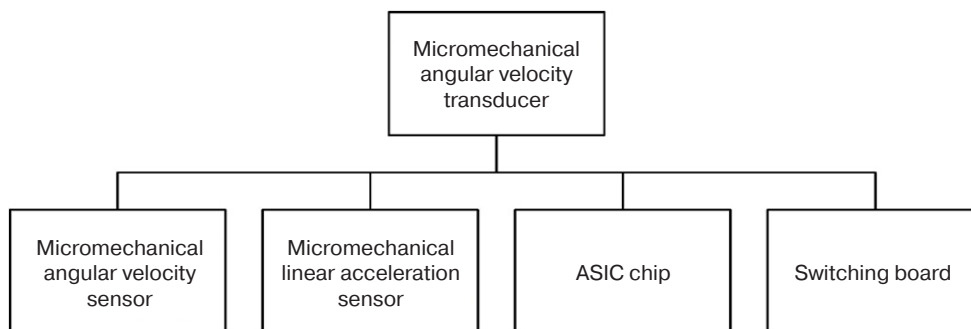 Micromechanical
angular velocity
transducer
Micromechanical
angular velocity
sensor
Micromechanical
linear acceleration
sensor
ASIC chip
Switching board